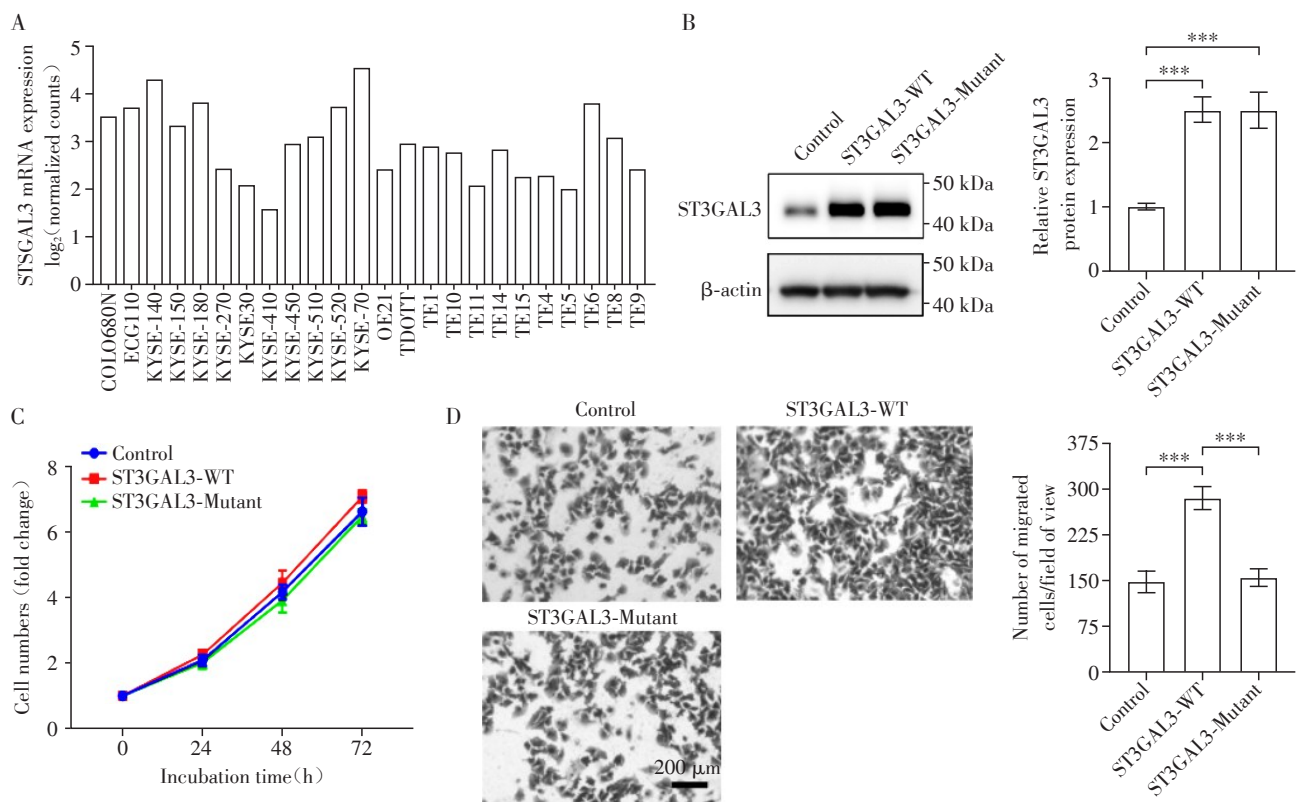 A
STSGAL3 mRNA expression
log₂(normalized counts)
5
4
3
2
1
0
COLO680N
ECG110
KYSE-140
KYSE-150
KYSE-180
KYSE-270
KYSE30
KYSE-410
KYSE-450
KYSE-510
KYSE-520
KYSE-70
OE21
TDOTT
TE1
TE10
TE11
TE14
TE15
TE4
TE5
TE6
TE8
TE9
B
Control
ST3GAL3-WT
ST3GAL3-Mutant
ST3GAL3
50 kDa
40 kDa
β-actin
50 kDa
40 kDa
Relative ST3GAL3
protein expression
3
2
1
0
***
***
Control
ST3GAL3-WT
ST3GAL3-Mutant
C
Control
ST3GAL3-WT
ST3GAL3-Mutant
Cell numbers (fold change)
8
6
4
2
0
0
24
48
72
Incubation time(h)
D
Control
ST3GAL3-WT
ST3GAL3-Mutant
200 μm
Number of migrated
cells/field of view
375
300
225
150
75
0
***
***
Control
ST3GAL3-WT
ST3GAL3-Mutant